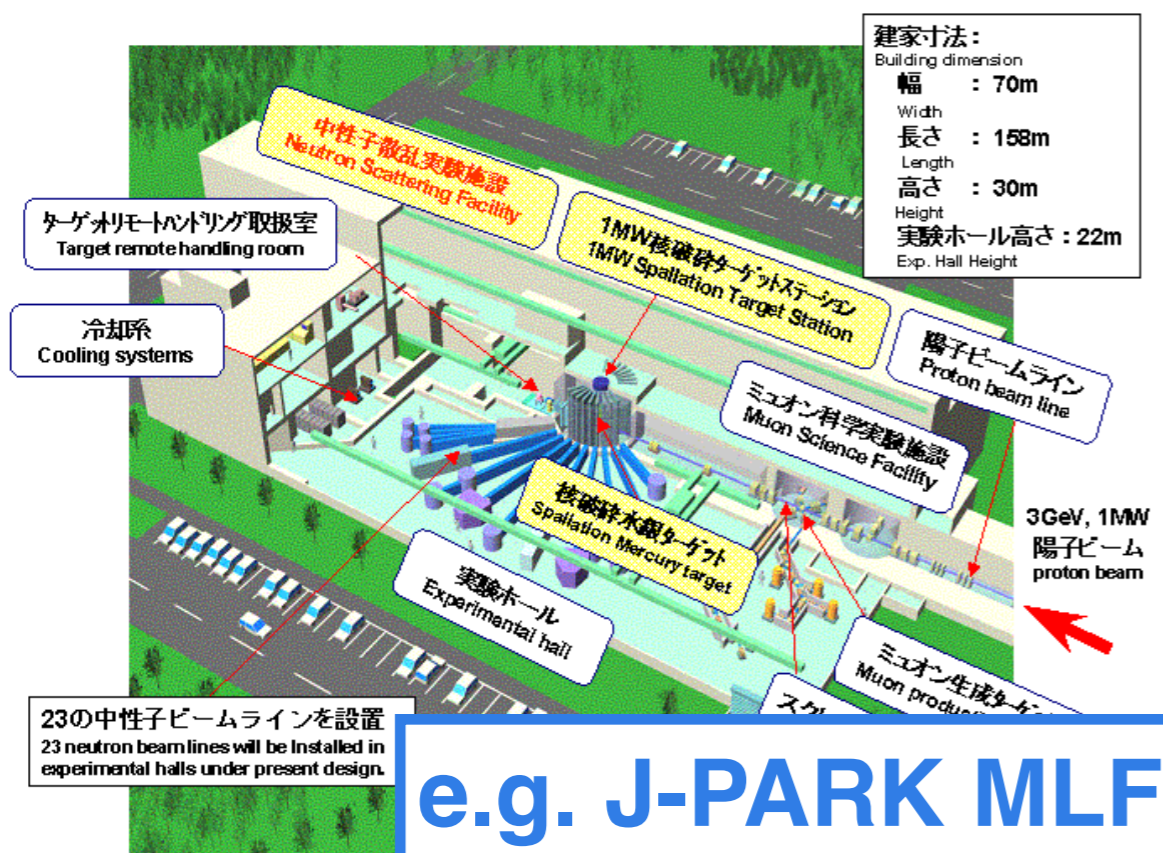 建家寸法:
Building dimension
幅 : 70m
Width
長さ : 158m
Length
高さ : 30m
Height
実験ホール高さ : 22m
Exp. Hall Height
中性子散乱実験施設
Neutron Scattering Facility
ターゲットリモートハンドリング取扱室
Target remote handling room
1MW核破砕ターゲットステーション
1MW Spallation Target Station
冷却系
Cooling systems
陽子ビームライン
Proton beam line
ミュオン科学実験施設
Muon Science Facility
核破砕水銀ターゲット
Spallation Mercury target
3GeV, 1MW
陽子ビーム
proton beam
実験ホール
Experimental hall
ミュオン生成ターゲ
Muon produc
スク
23の中性子ビームラインを設置
23 neutron beam lines will be Installed in
experimental halls under present design.
e.g. J-PARK MLF